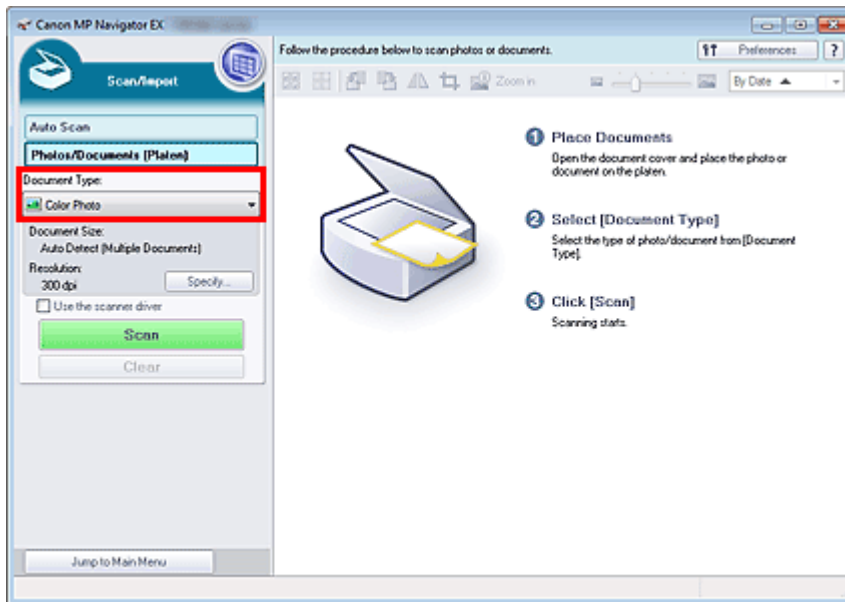 Canon MP Navigator EX
Scan/Import
Auto Scan
Photos/Documents (Platen)
Document Type:
Color Photo
Document Size:
Auto Detect (Multiple Documents)
Resolution:
300 dpi
Specify...
Use the scanner driver
Scan
Clear
Jump to Main Menu
Follow the procedure below to scan photos or documents.
Preferences
?
Zoom in
By Date
1 Place Documents
Open the document cover and place the photo or
document on the platen.
2 Select [Document Type]
Select the type of photo/document from [Document
Type].
3 Click [Scan]
Scanning starts.